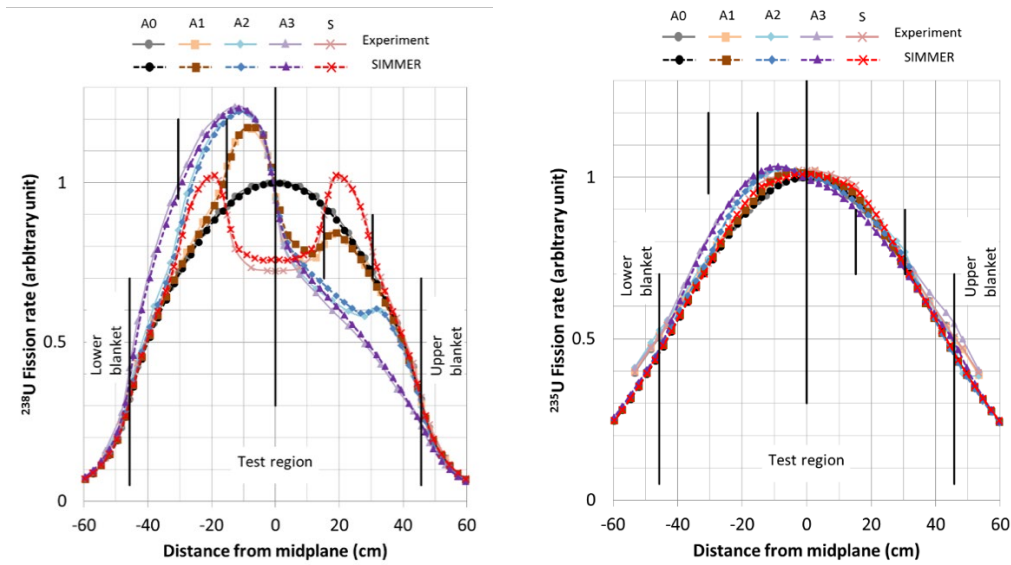 A0 A1 A2 A3 S
Experiment
SIMMER
²³⁸U Fission rate (arbitrary unit)
1
0.5
0
Lower
blanket
Upper
blanket
Test region
-60 -40 -20 0 20 40 60
Distance from midplane (cm)
A0 A1 A2 A3 S
Experiment
SIMMER
²³⁵U Fission rate (arbitrary unit)
1
0.5
0
Lower
blanket
Upper
blanket
Test region
-60 -40 -20 0 20 40 60
Distance from midplane (cm)